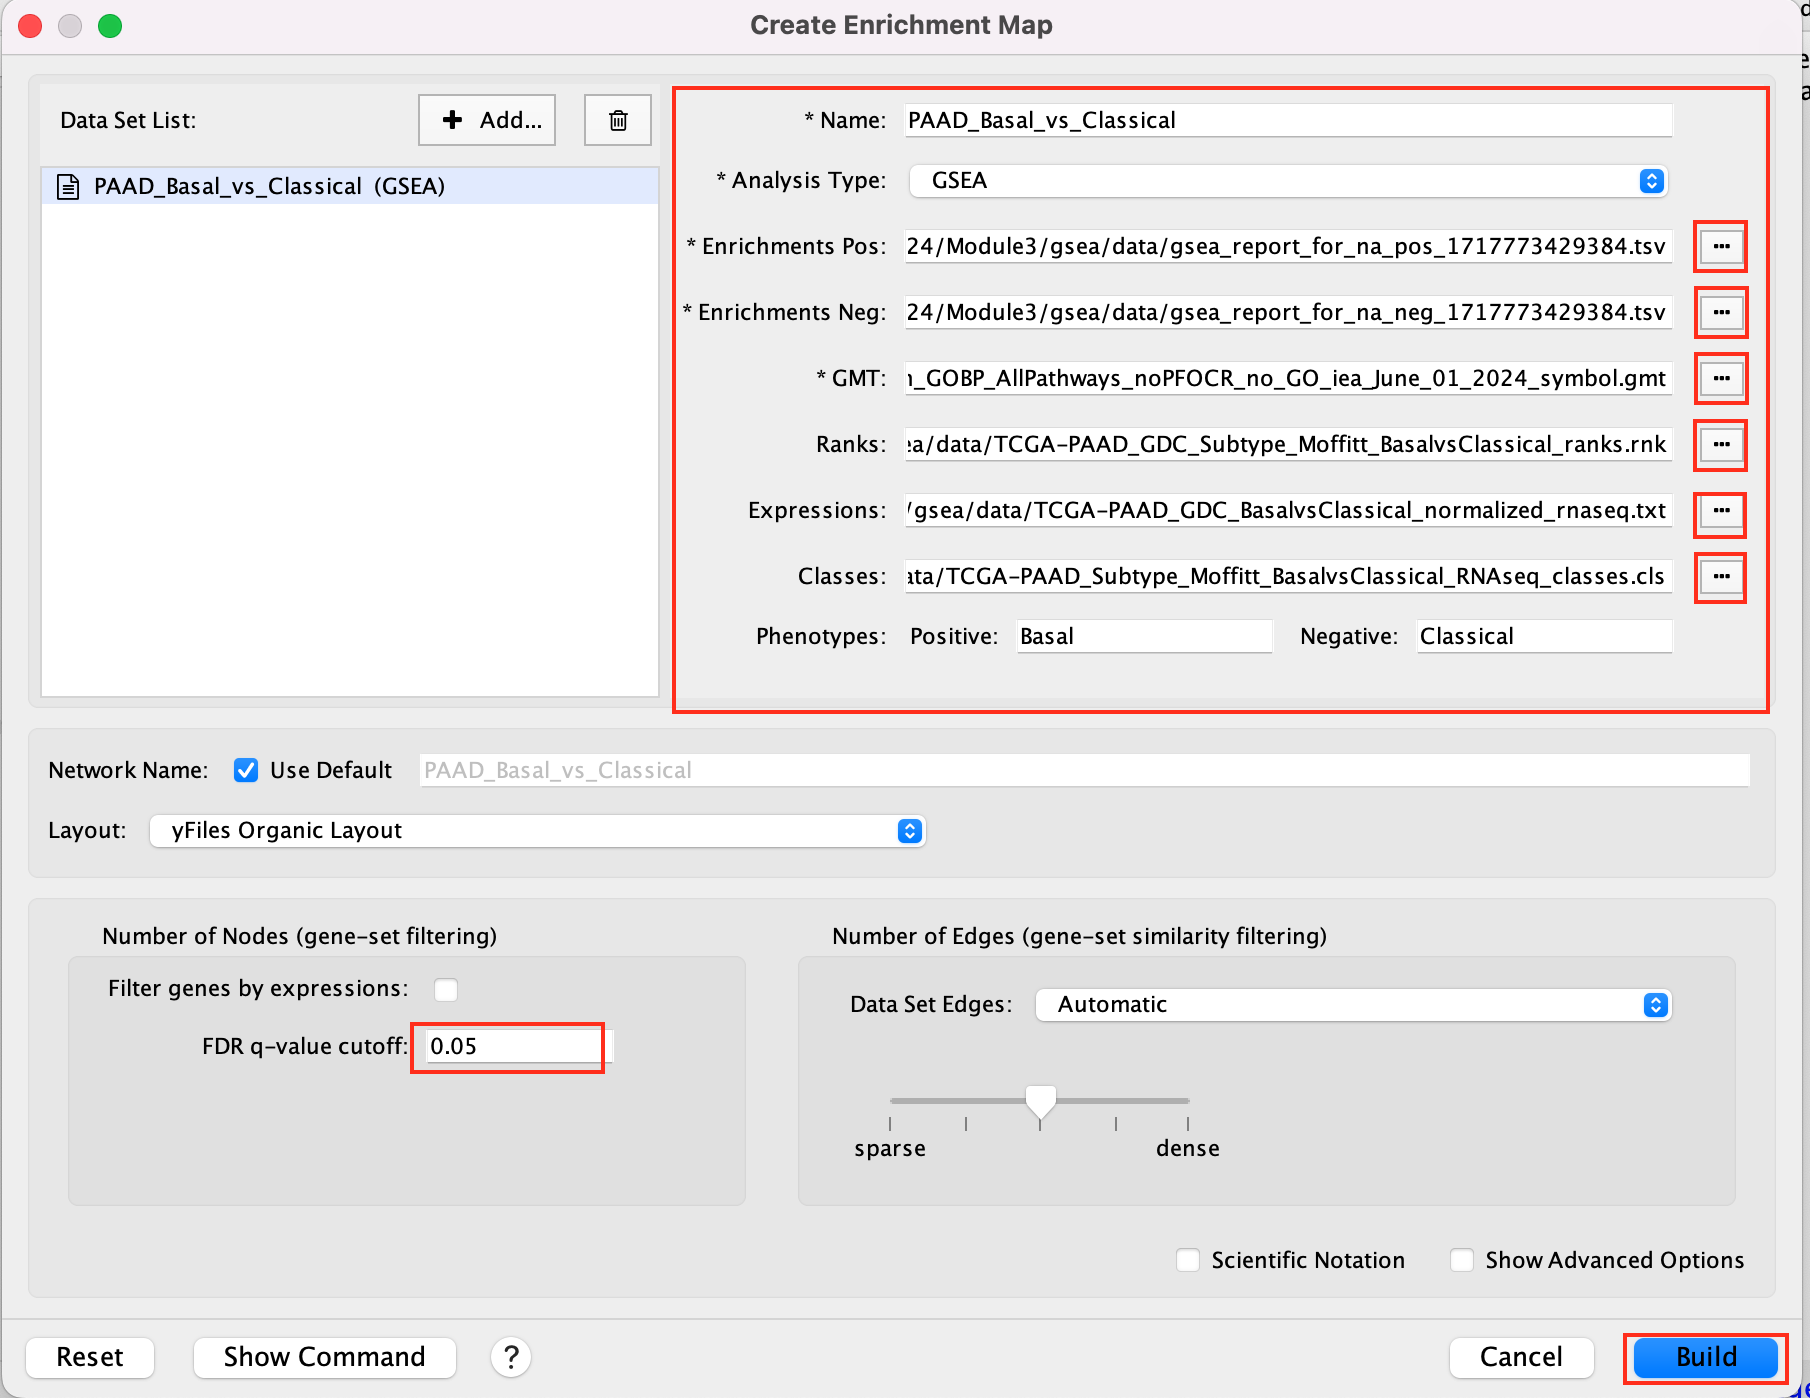 Create Enrichment Map
Data Set List:
+ Add...
PAAD_Basal_vs_Classical (GSEA)
* Name: PAAD_Basal_vs_Classical
* Analysis Type: GSEA
* Enrichments Pos: 24/Module3/gsea/data/gsea_report_for_na_pos_1717773429384.tsv ...
* Enrichments Neg: 24/Module3/gsea/data/gsea_report_for_na_neg_1717773429384.tsv ...
* GMT: _GOBP_AllPathways_noPFOCR_no_GO_iea_June_01_2024_symbol.gmt ...
Ranks: a/data/TCGA-PAAD_GDC_Subtype_Moffitt_BasalvsClassical_ranks.rnk ...
Expressions: /gsea/data/TCGA-PAAD_GDC_BasalvsClassical_normalized_rnaseq.txt ...
Classes: ata/TCGA-PAAD_Subtype_Moffitt_BasalvsClassical_RNAseq_classes.cls ...
Phenotypes: Positive: Basal Negative: Classical
Network Name: Use Default PAAD_Basal_vs_Classical
Layout: yFiles Organic Layout
Number of Nodes (gene-set filtering)
Filter genes by expressions:
FDR q-value cutoff: 0.05
Number of Edges (gene-set similarity filtering)
Data Set Edges: Automatic
sparse dense
Scientific Notation Show Advanced Options
Reset Show Command ? Cancel Build